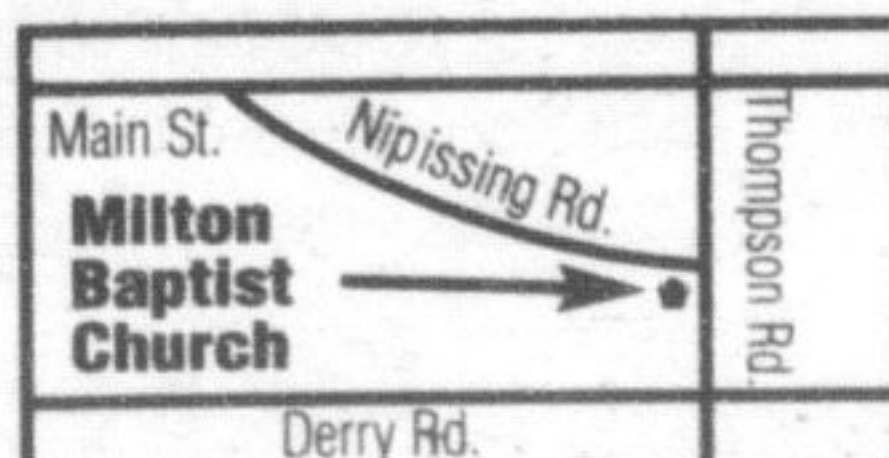 Main St.
Nipissing Rd.
Thompson Rd.
Milton
Baptist
Church
Derry Rd.